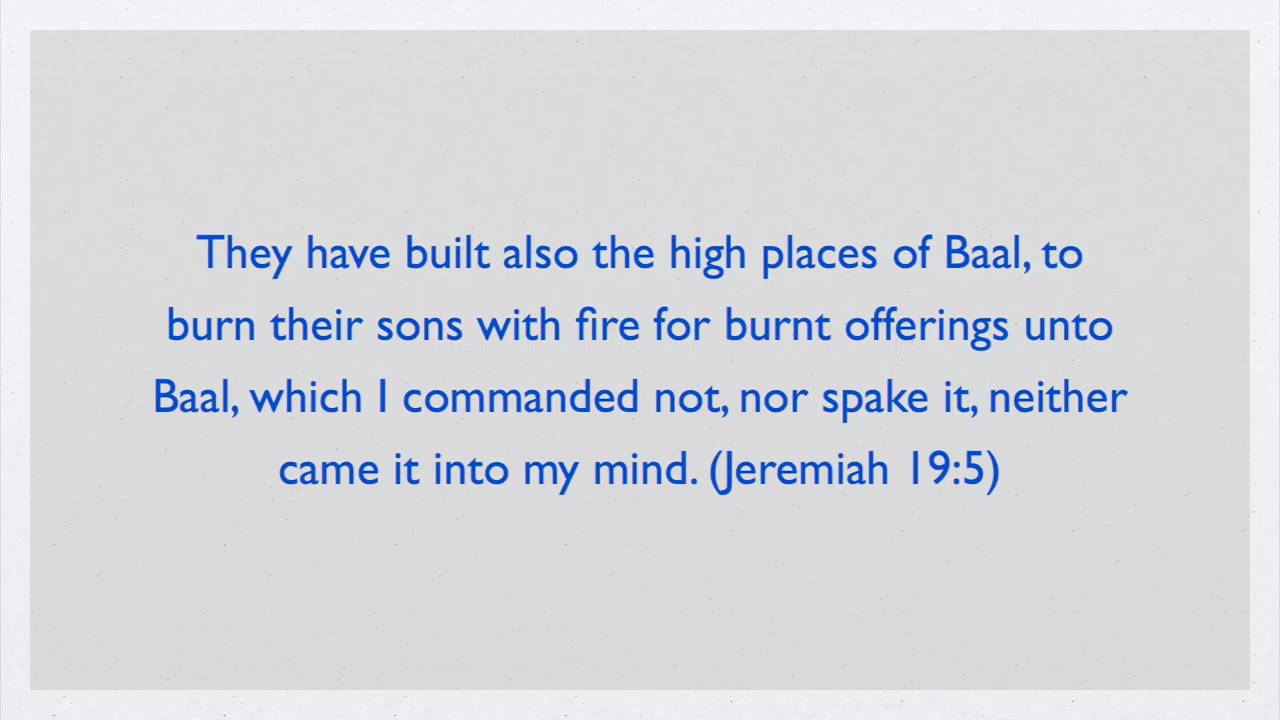 They have built also the high places of Baal, to
burn their sons with fire for burnt offerings unto
Baal, which I commanded not, nor spake it, neither
came it into my mind. (Jeremiah 19:5)